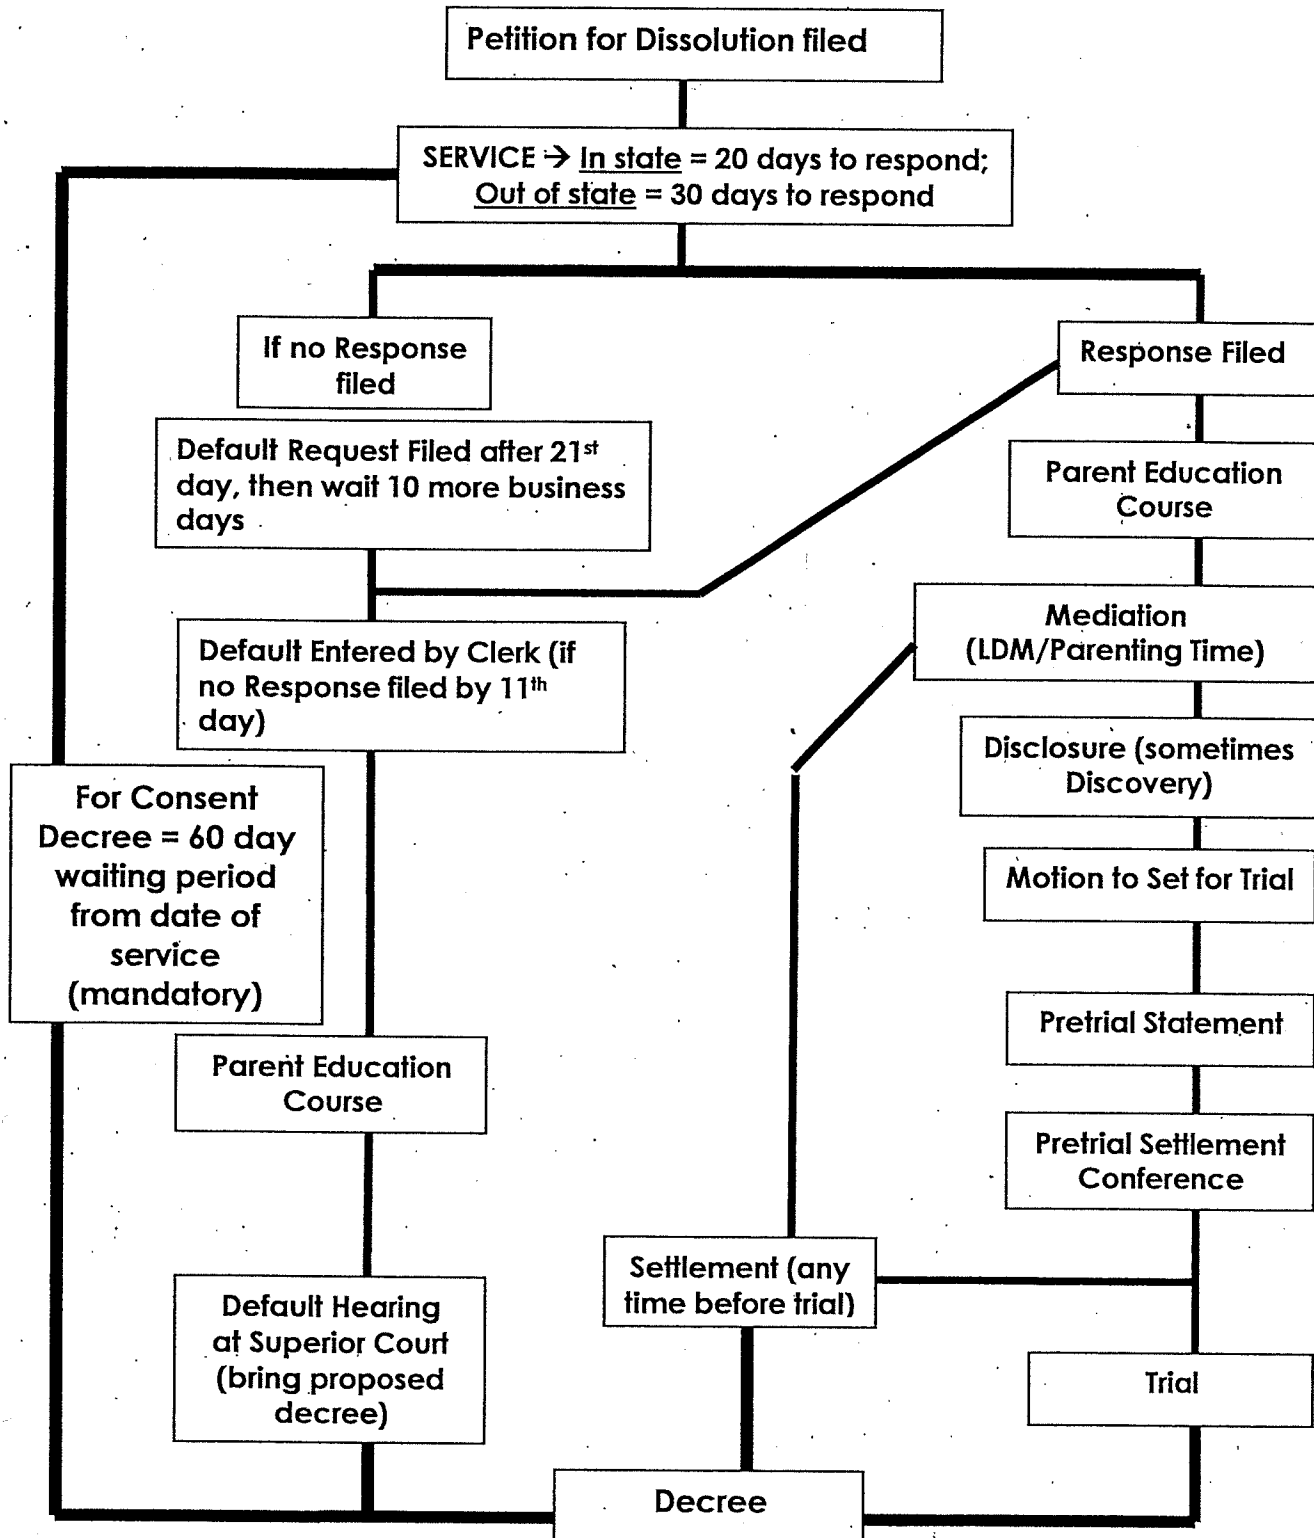 Petition for Dissolution filed
SERVICE → In state = 20 days to respond;
Out of state = 30 days to respond
If no Response
filed
Response Filed
Default Request Filed after 21st
day, then wait 10 more business
days
Parent Education
Course
Mediation
(LDM/Parenting Time)
Default Entered by Clerk (if
no Response filed by 11th
day)
Disclosure (sometimes
Discovery)
For Consent
Decree = 60 day
waiting period
from date of
service
(mandatory)
Motion to Set for Trial
Pretrial Statement
Parent Education
Course
Pretrial Settlement
Conference
Settlement (any
time before trial)
Default Hearing
at Superior Court
(bring proposed
decree)
Trial
Decree